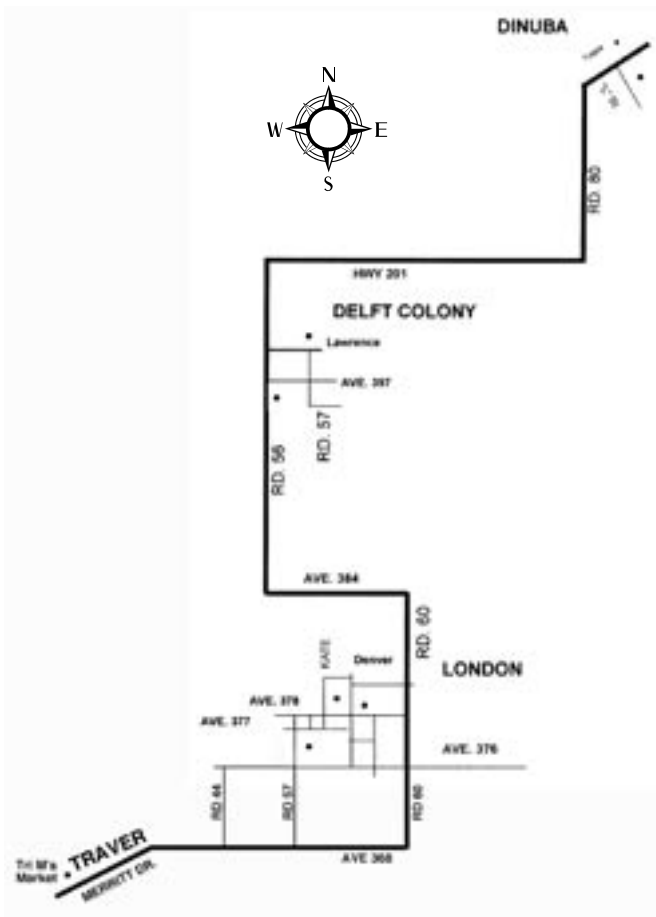 DINUBA
N
W
E
S
RD. 80
HWY 201
DELFT COLONY
Lawrence
AVE. 397
RD. 57
RD. 56
AVE. 384
RD. 60
KATE
Denver
LONDON
AVE. 378
AVE. 377
AVE. 376
RD 44
RD 57
RD 60
TRAVER
AVE 368
Tri M's
Market
MERRITT DR.